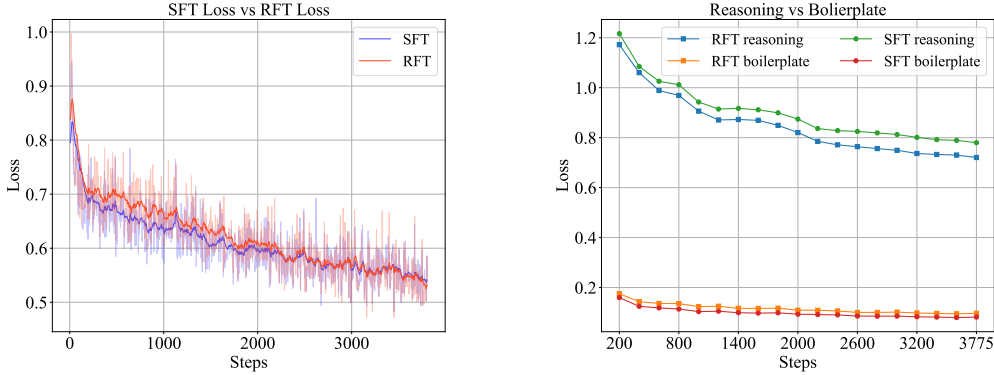 SFT Loss vs RFT Loss
SFT
RFT
1.0
0.9
0.8
0.7
0.6
0.5
Loss
0
1000
2000
3000
Steps
Reasoning vs Bolierplate
RFT reasoning
RFT boilerplate
SFT reasoning
SFT boilerplate
1.2
1.0
0.8
0.6
0.4
0.2
Loss
200
800
1400
2000
2600
3200
3775
Steps